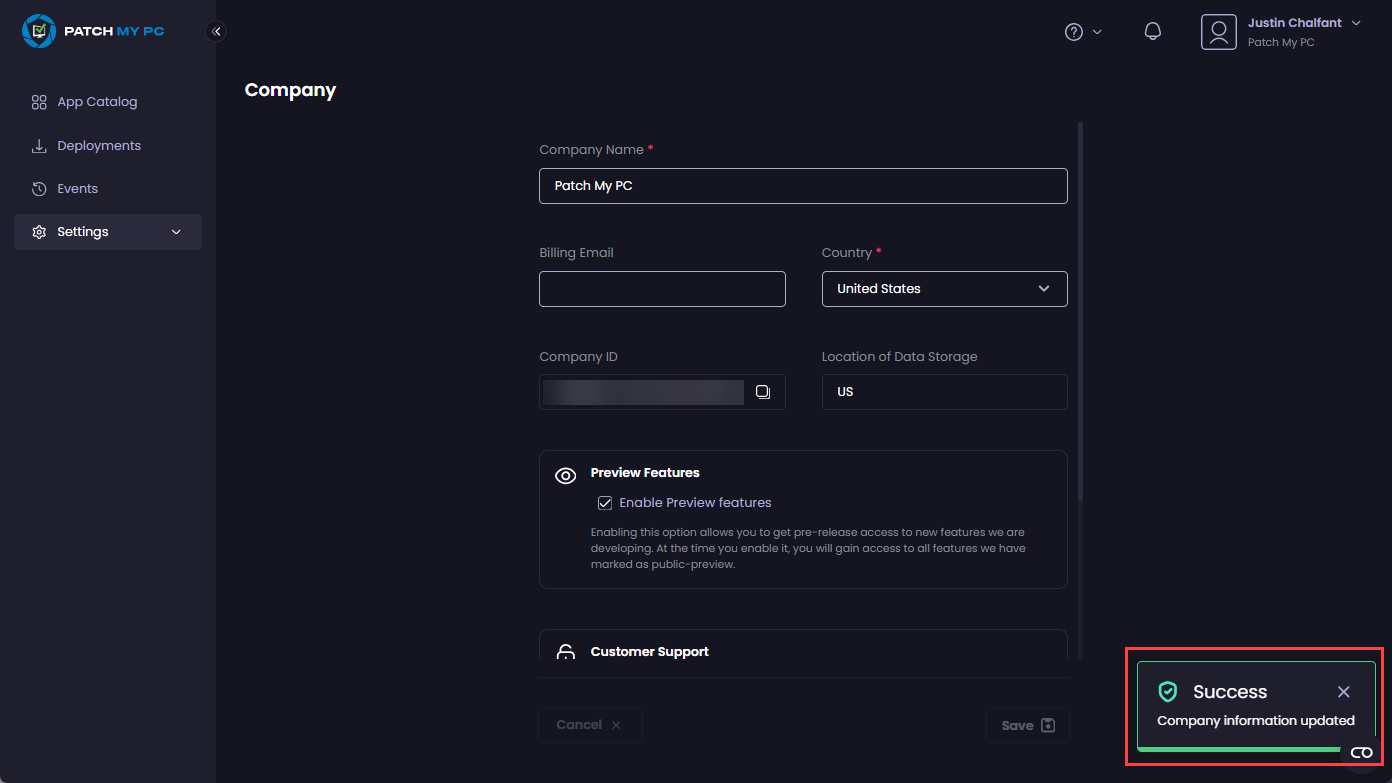 PATCH MY PC
Justin Chalfant
Patch My PC
App Catalog
Deployments
Events
Settings
Company
Company Name *
Patch My PC
Billing Email
Country *
United States
Company ID
Location of Data Storage
US
Preview Features
Enable Preview features
Enabling this option allows you to get pre-release access to new features we are
developing. At the time you enable it, you will gain access to all features we have
marked as public-preview.
Customer Support
Cancel
Save
Success
Company information updated